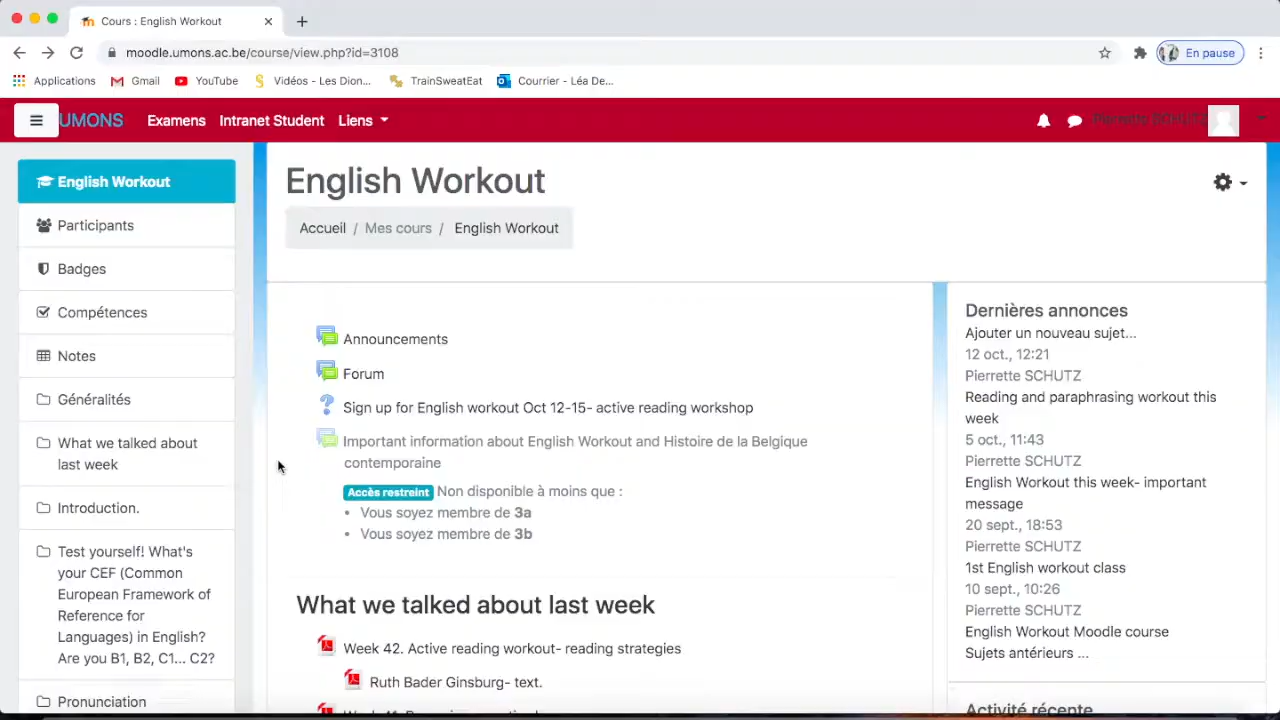 Cours : English Workout
moodle.umons.ac.be/course/view.php?id=3108
En pause
Applications
Gmail
YouTube
Vidéos - Les Dion...
TrainSweatEat
Courrier - Léa De...
UMONS
Examens
Intranet Student
Liens
Pierrette SCHUTZ
English Workout
Participants
Badges
Compétences
Notes
Généralités
What we talked about
last week
Introduction.
Test yourself! What's
your CEF (Common
European Framework of
Reference for
Languages) in English?
Are you B1, B2, C1... C2?
Pronunciation
English Workout
Accueil / Mes cours / English Workout
Announcements
Forum
Sign up for English workout Oct 12-15- active reading workshop
Important information about English Workout and Histoire de la Belgique
contemporaine
Accès restreint Non disponible à moins que :
• Vous soyez membre de 3a
• Vous soyez membre de 3b
What we talked about last week
Week 42. Active reading workout- reading strategies
Ruth Bader Ginsburg- text.
Dernières annonces
Ajouter un nouveau sujet...
12 oct., 12:21
Pierrette SCHUTZ
Reading and paraphrasing workout this
week
5 oct., 11:43
Pierrette SCHUTZ
English Workout this week- important
message
20 sept., 18:53
Pierrette SCHUTZ
1st English workout class
10 sept., 10:26
Pierrette SCHUTZ
English Workout Moodle course
Sujets antérieurs ...
Activité récente